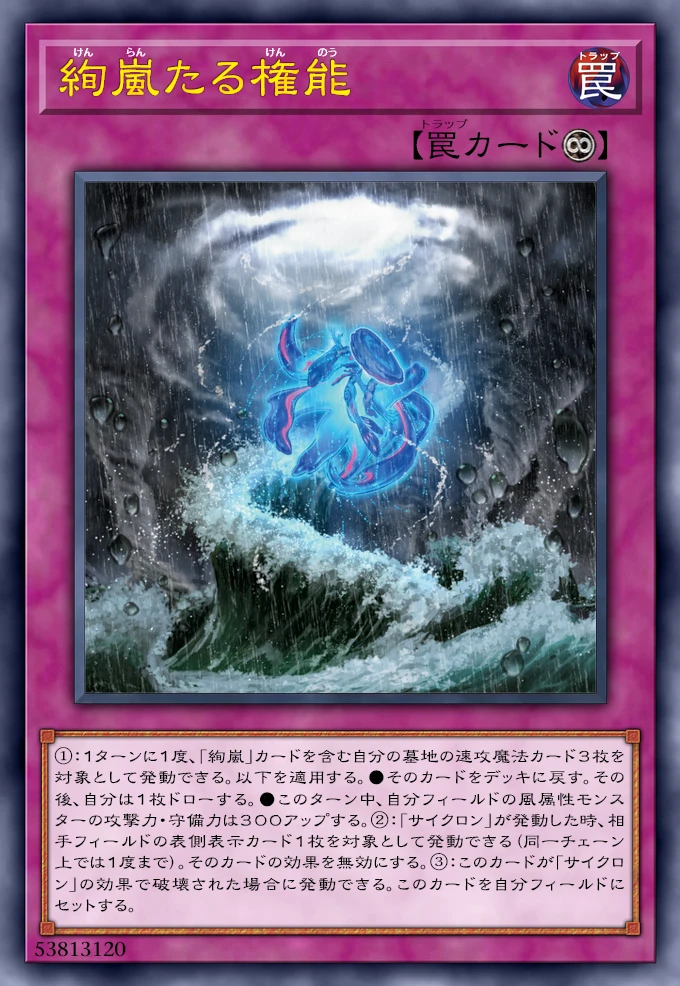 けん らん けん のう
絢嵐たる権能
トラップ
罠
トラップ
【罠カード∞】
①：1ターンに1度、「絢嵐」カードを含む自分の墓地の速攻魔法カード3枚を
対象として発動できる。以下を適用する。●そのカードをデッキに戻す。その
後、自分は1枚ドローする。●このターン中、自分フィールドの風属性モンス
ターの攻撃力・守備力は300アップする。②：「サイクロン」が発動した時、相
手フィールドの表側表示カード1枚を対象として発動できる（同一チェーン
上では1度まで）。そのカードの効果を無効にする。③：このカードが「サイクロ
ン」の効果で破壊された場合に発動できる。このカードを自分フィールドに
セットする。
53813120